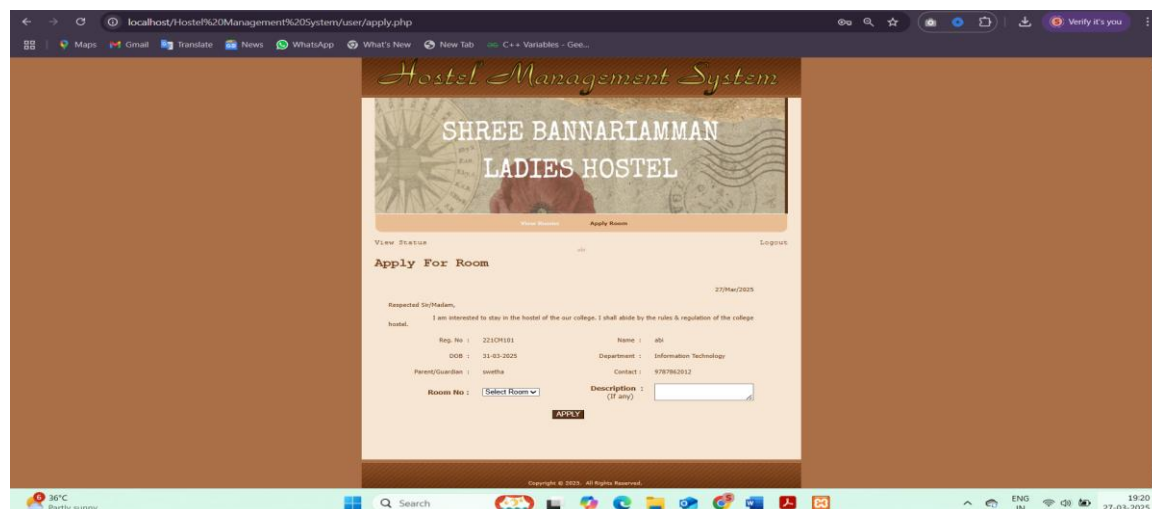 localhost/Hostel%20Management%20System/user/apply.php
Verify it's you
Maps Gmail Translate News WhatsApp What's New New Tab C++ Variables - Gee...
Hostel Management System
SHREE BANNARIAMMAN
LADIES HOSTEL
Apply Room
View Status Logout
Apply For Room
27/Mar/2025
Respected Sir/Madam,
I am interested to stay in the hostel of the our college. I shall abide by the rules & regulation of the college
hostel.
Reg. No : 221CM101 Name : abi
DOB : 31-03-2025 Department : Information Technology
Parent/Guardian : swetha Contact : 9787862012
Room No : Select Room Description :
(If any)
APPLY
Copyright © 2023. All Rights Reserved.
6 36°C Search ENG 19:20
Partly sunny IN 27-03-2025